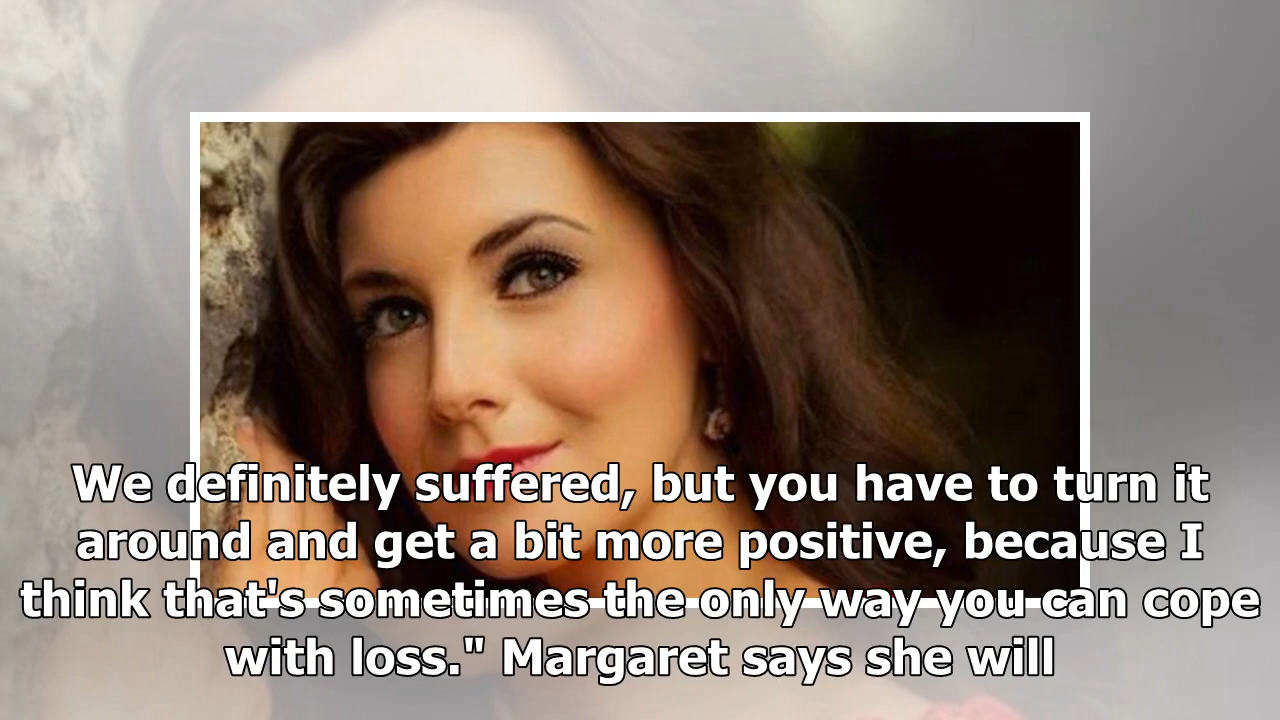 We definitely suffered, but you have to turn it
around and get a bit more positive, because I
think that's sometimes the only way you can cope
with loss." Margaret says she will